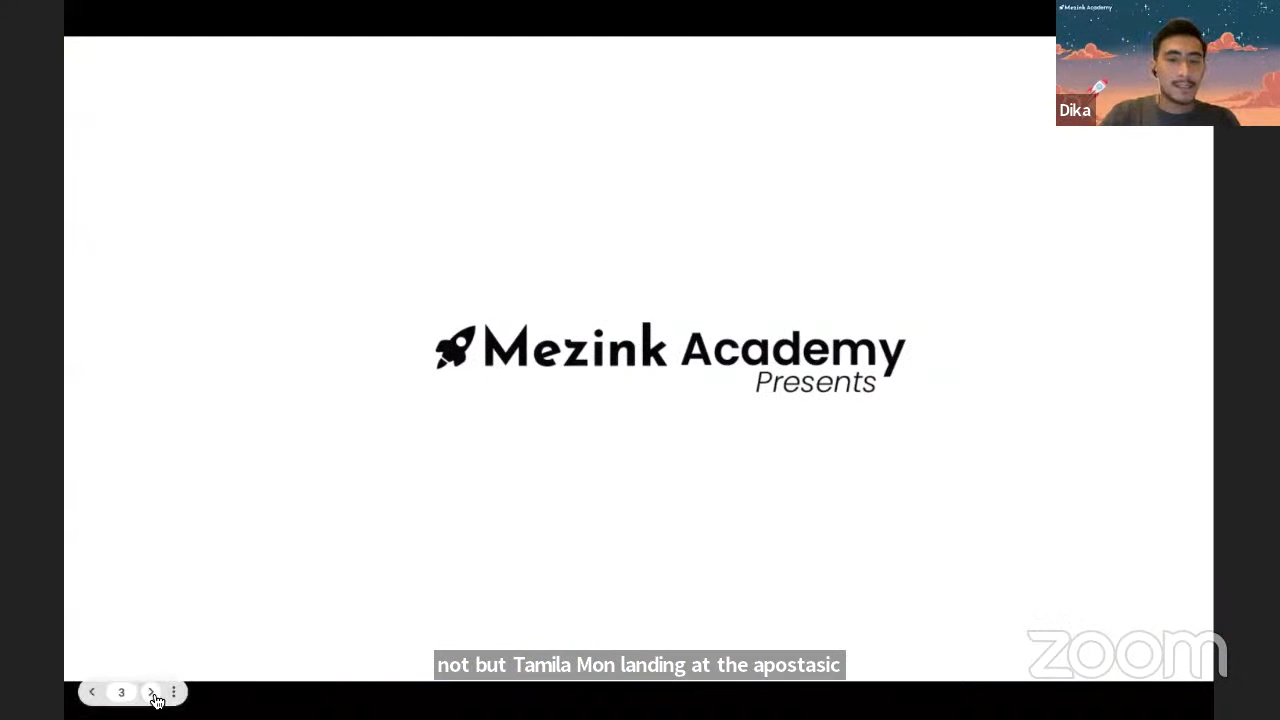 Mezink Academy
Dika
Mezink Academy
Presents
not but Tamila Mon landing at the apostasic
zoom
3